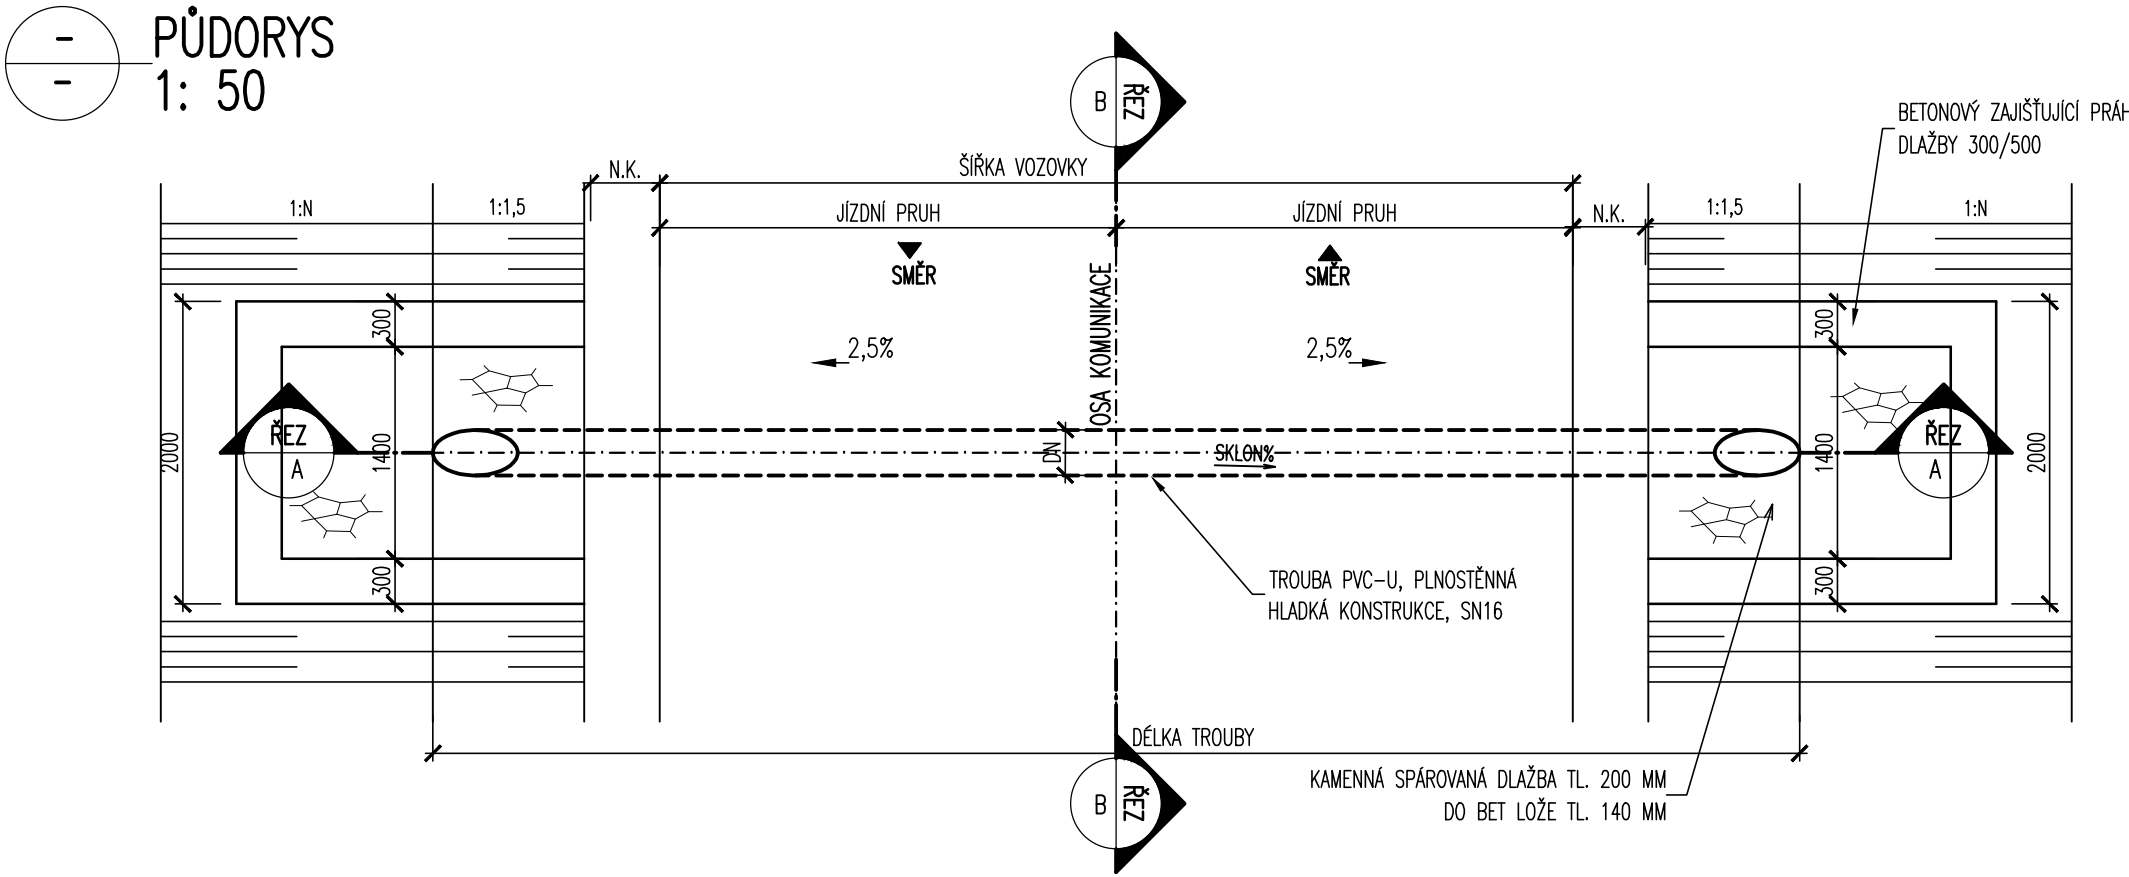 -
-
PŮDORYS
1: 50
B
ŘEZ
BETONOVÝ ZAJIŠŤUJÍCÍ PRÁH
DLAŽBY 300/500
N.K.
ŠÍŘKA VOZOVKY
1:N
1:1,5
JÍZDNÍ PRUH
JÍZDNÍ PRUH
N.K.
1:1,5
1:N
SMĚR
SMĚR
OSA KOMUNIKACE
300
300
2,5%
2,5%
2000
ŘEZ
A
1400
DN
SKLON%
1400
ŘEZ
A
2000
300
300
TROUBA PVC-U, PLNOSTĚNNÁ
HLADKÁ KONSTRUKCE, SN16
DÉLKA TROUBY
KAMENNÁ SPÁROVANÁ DLAŽBA TL. 200 MM
DO BET LOŽE TL. 140 MM
B
ŘEZ